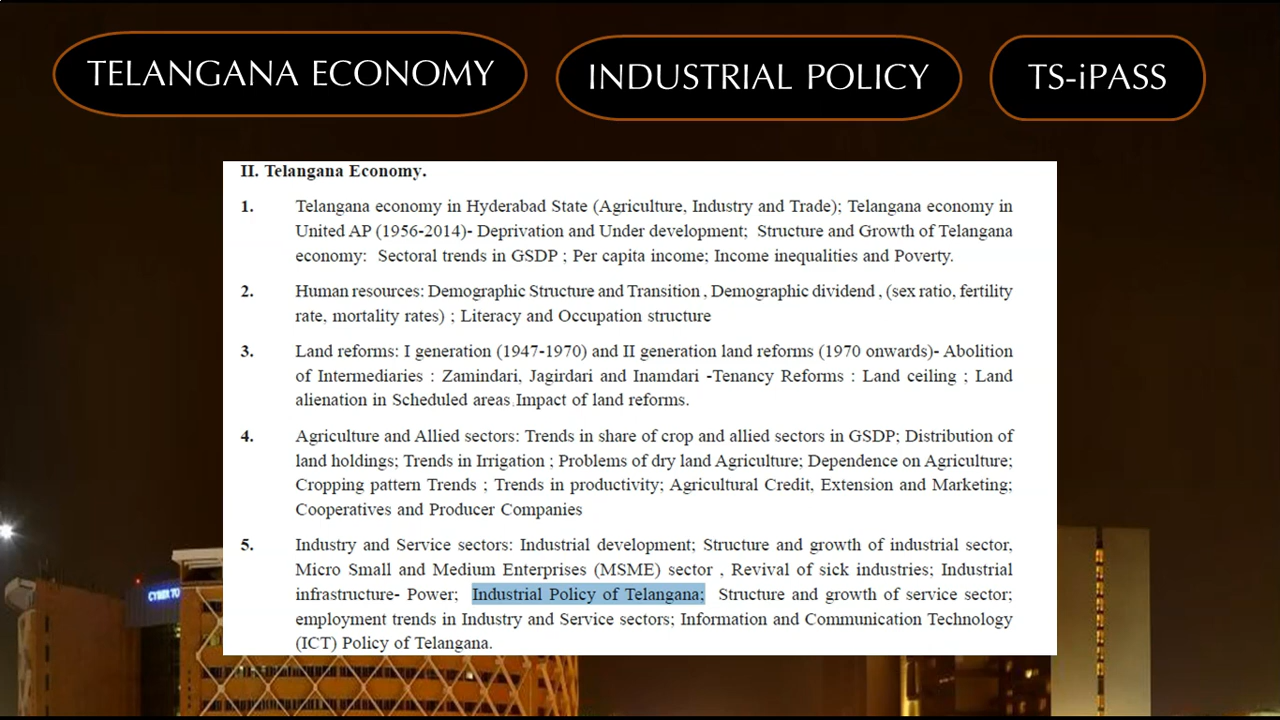 TELANGANA ECONOMY
INDUSTRIAL POLICY
TS-iPASS
II. Telangana Economy.
1. Telangana economy in Hyderabad State (Agriculture, Industry and Trade); Telangana economy in
United AP (1956-2014)- Deprivation and Under development; Structure and Growth of Telangana
economy: Sectoral trends in GSDP ; Per capita income; Income inequalities and Poverty.
2. Human resources: Demographic Structure and Transition , Demographic dividend , (sex ratio, fertility
rate, mortality rates) ; Literacy and Occupation structure
3. Land reforms: I generation (1947-1970) and II generation land reforms (1970 onwards)- Abolition
of Intermediaries : Zamindari, Jagirdari and Inamdari -Tenancy Reforms : Land ceiling ; Land
alienation in Scheduled areas.Impact of land reforms.
4. Agriculture and Allied sectors: Trends in share of crop and allied sectors in GSDP; Distribution of
land holdings; Trends in Irrigation ; Problems of dry land Agriculture; Dependence on Agriculture;
Cropping pattern Trends ; Trends in productivity; Agricultural Credit, Extension and Marketing;
Cooperatives and Producer Companies
5. Industry and Service sectors: Industrial development; Structure and growth of industrial sector,
Micro Small and Medium Enterprises (MSME) sector , Revival of sick industries; Industrial
infrastructure- Power; Industrial Policy of Telangana; Structure and growth of service sector;
employment trends in Industry and Service sectors; Information and Communication Technology
(ICT) Policy of Telangana.
CYBER TO